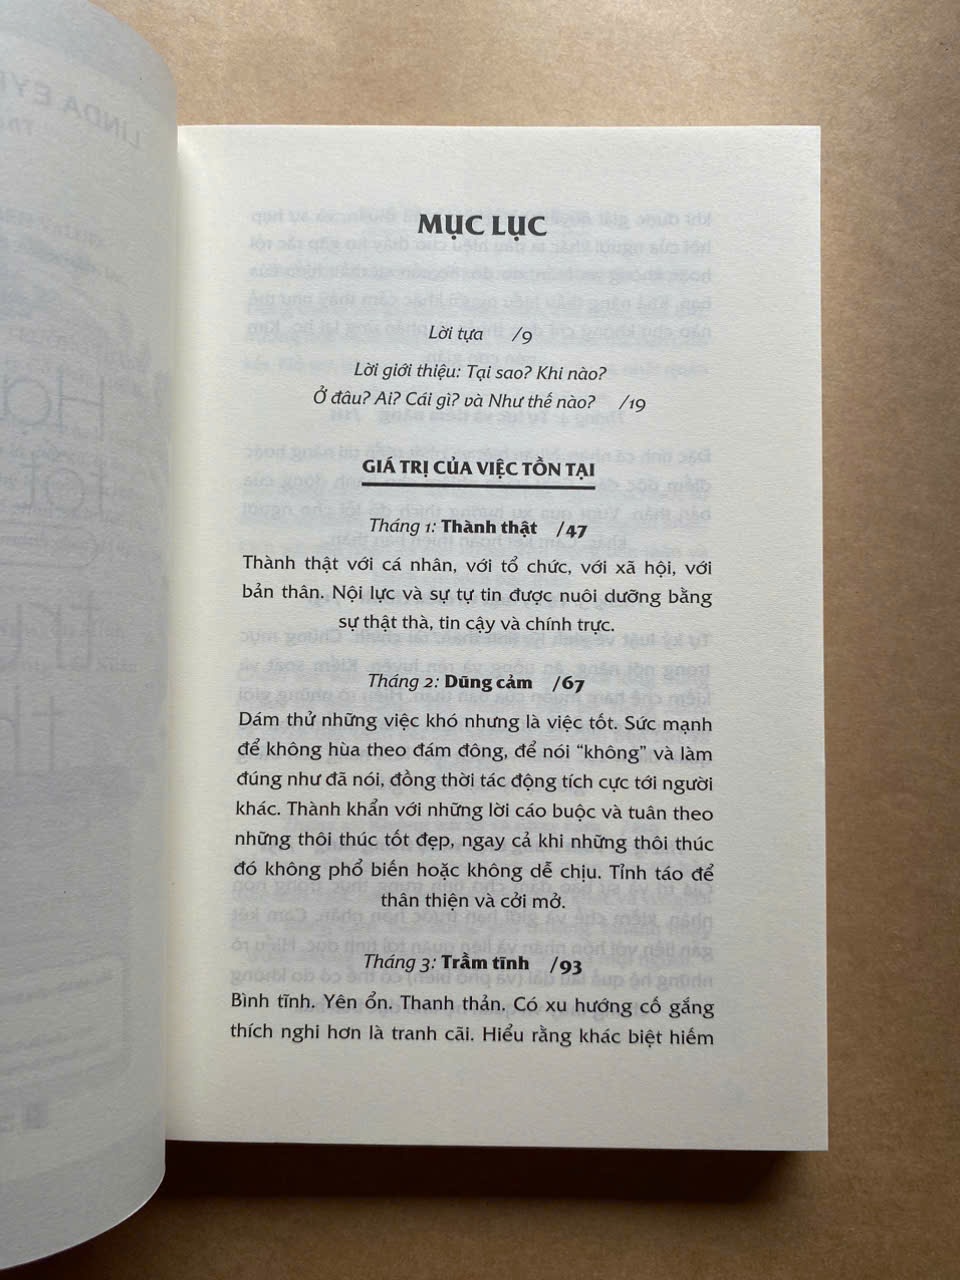 MỤC LỤC
Lời tựa /9
Lời giới thiệu: Tại sao? Khi nào?
Ở đâu? Ai? Cái gì? và Như thế nào? /19
GIÁ TRỊ CỦA VIỆC TỒN TẠI
Tháng 1: Thành thật /47
Thành thật với cá nhân, với tổ chức, với xã hội, với
bản thân. Nội lực và sự tự tin được nuôi dưỡng bằng
sự thật thà, tin cậy và chính trực.
Tháng 2: Dũng cảm /67
Dám thử những việc khó nhưng là việc tốt. Sức mạnh
để không hùa theo đám đông, để nói “không” và làm
đúng như đã nói, đồng thời tác động tích cực tới người
khác. Thành khẩn với những lời cáo buộc và tuân theo
những thôi thúc tốt đẹp, ngay cả khi những thôi thúc
đó không phổ biến hoặc không dễ chịu. Tỉnh táo để
thân thiện và cởi mở.
Tháng 3: Trầm tĩnh /93
Bình tĩnh. Yên ổn. Thanh thản. Có xu hướng cố gắng
thích nghi hơn là tranh cãi. Hiểu rằng khác biệt hiếm